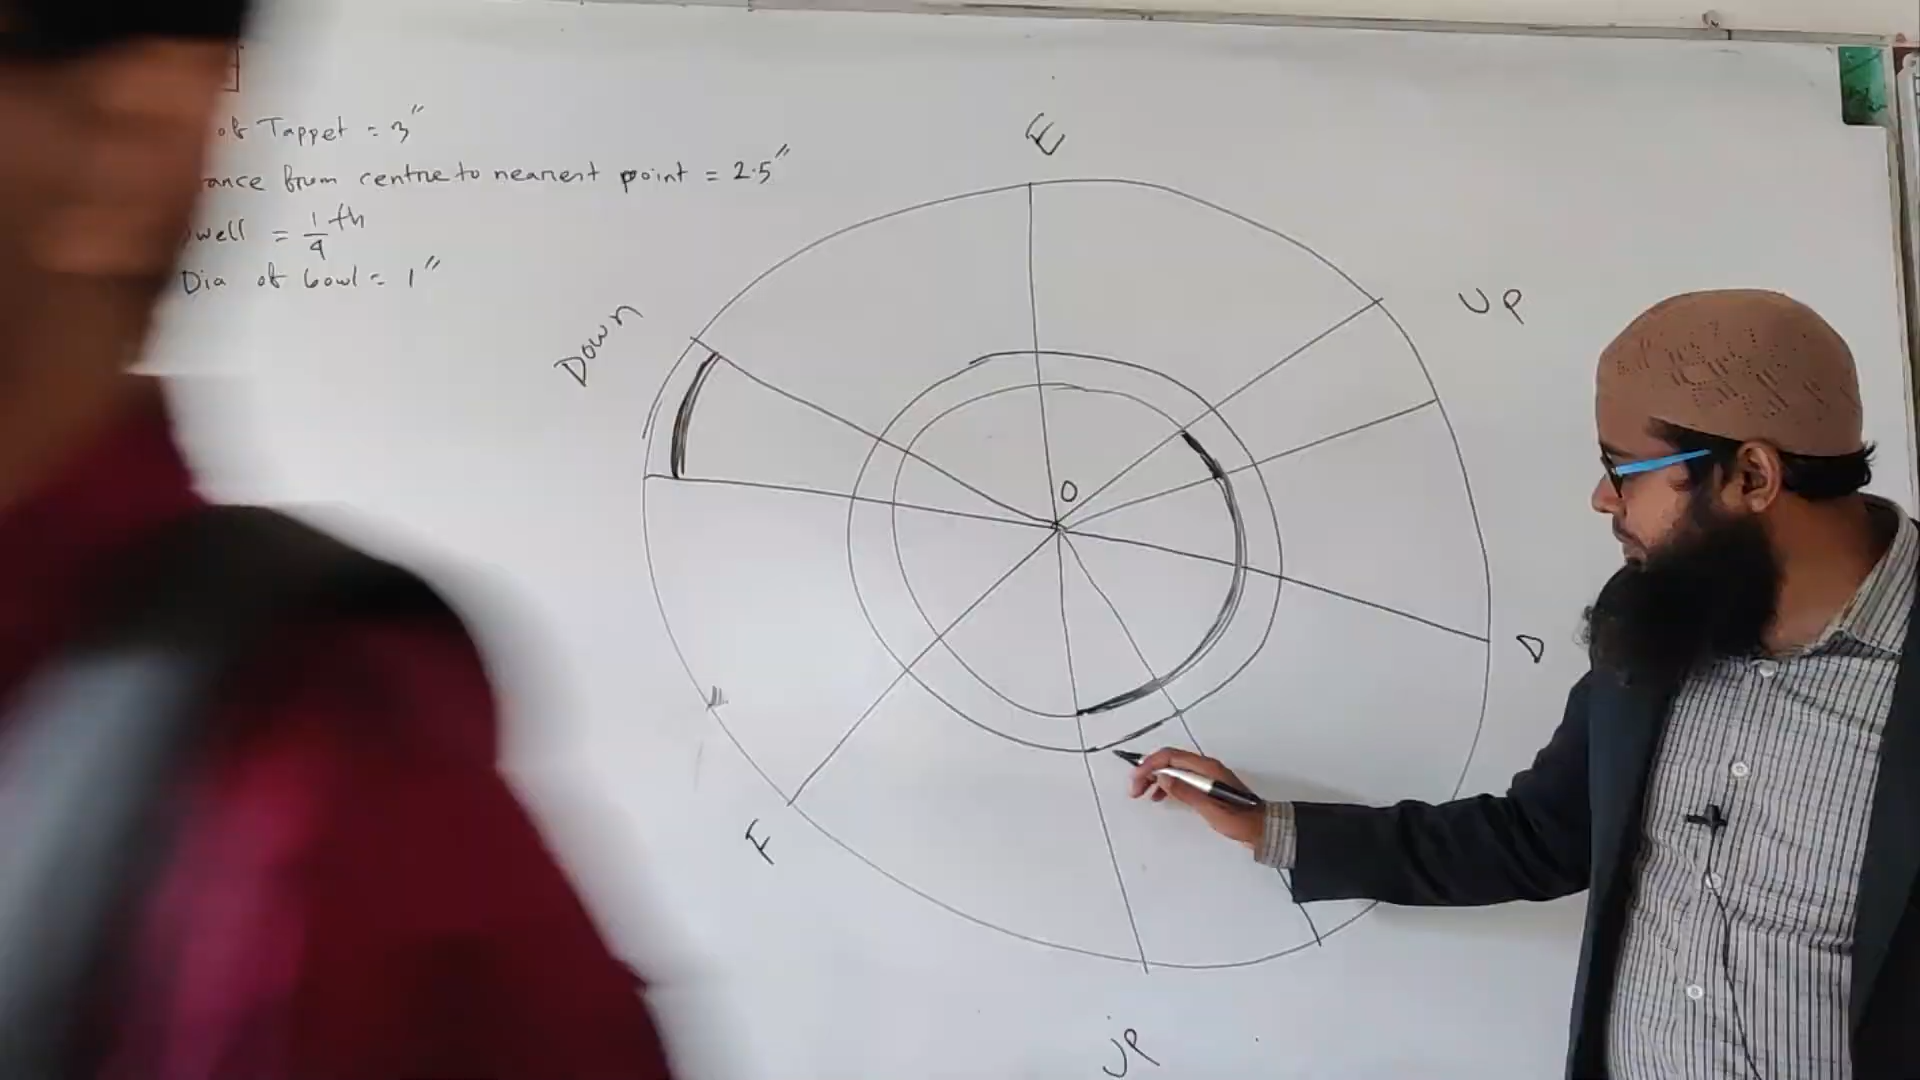 of Tappet = 3"
ance from centre to nearest point = 2.5"
well = 1/4 th
Dia of bowl = 1"
E
UP
Down
O
D
F
UP